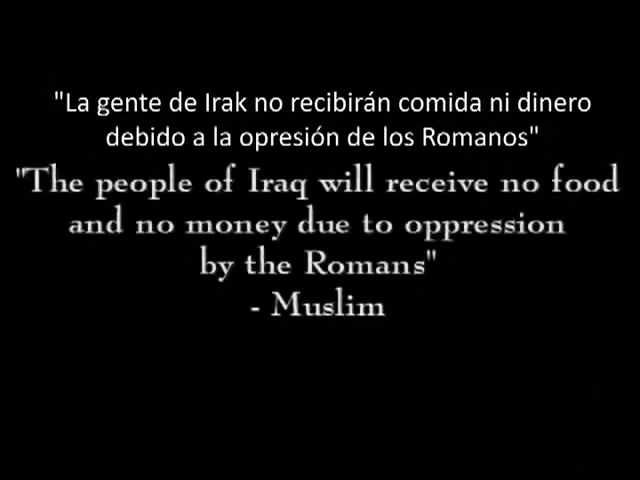 "La gente de Irak no recibirán comida ni dinero
debido a la opresión de los Romanos"
"The people of Iraq will receive no food
and no money due to oppression
by the Romans"
- Muslim